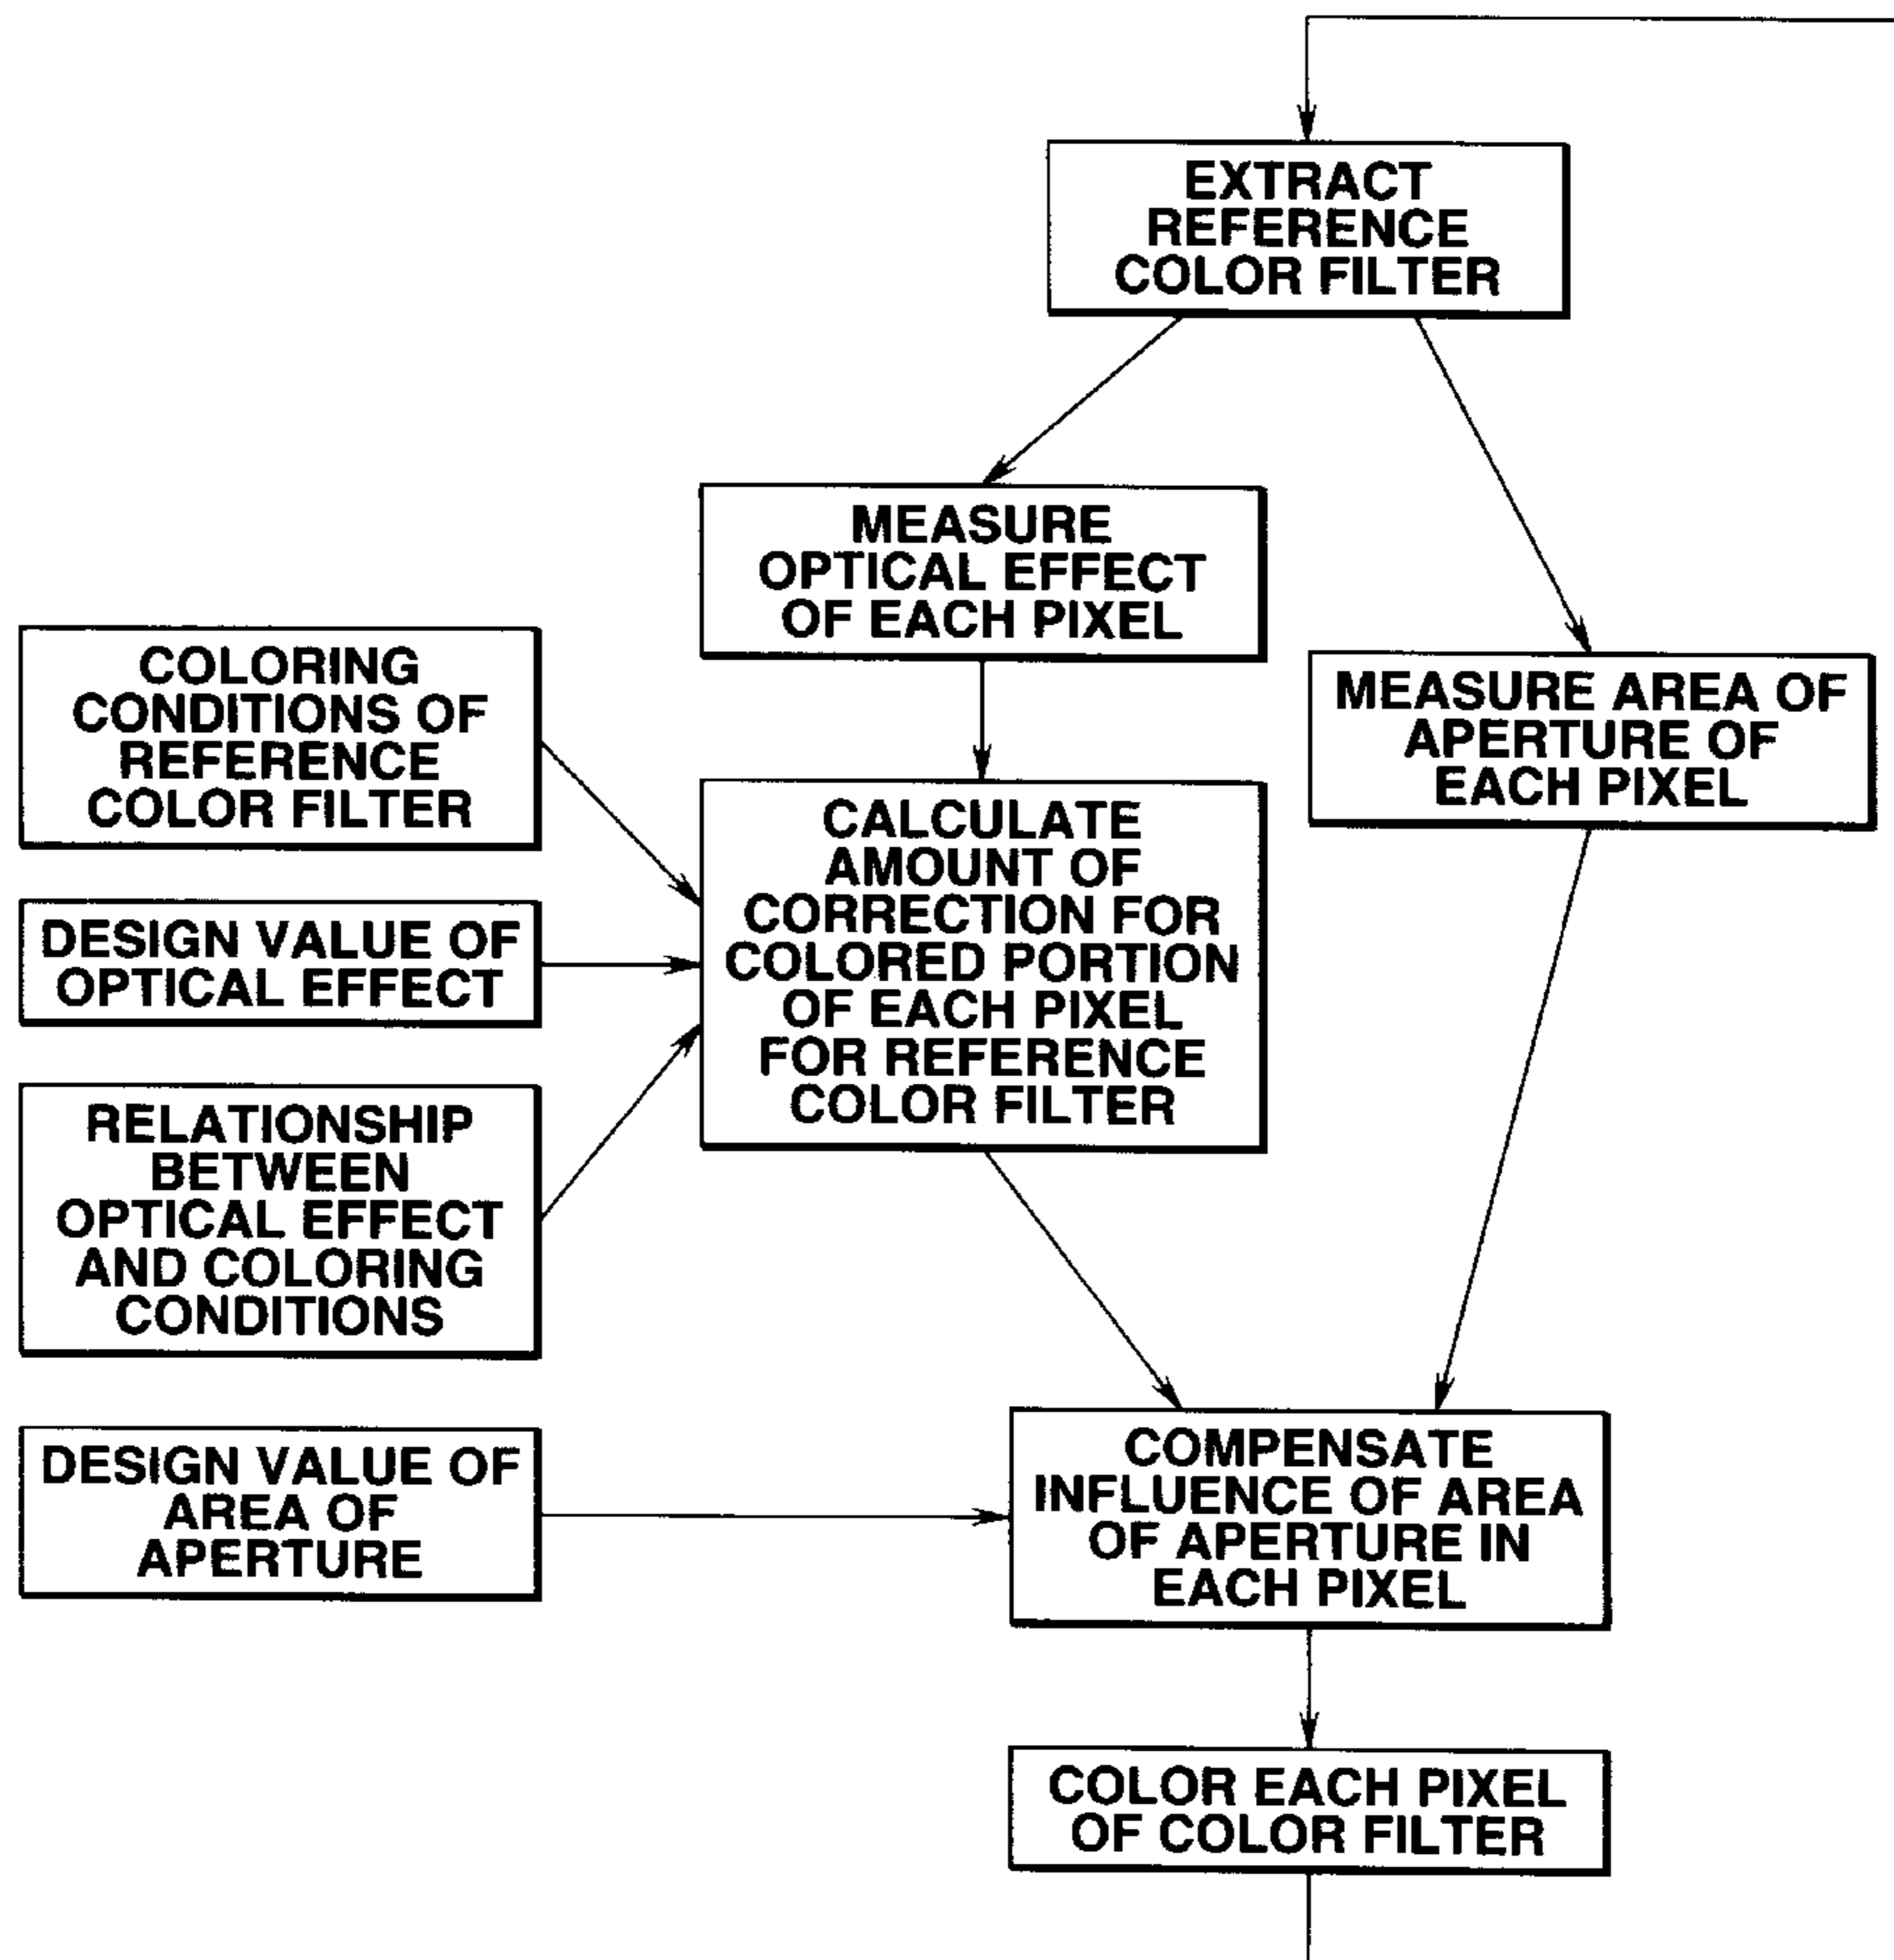 EXTRACT
REFERENCE
COLOR FILTER
MEASURE
OPTICAL EFFECT
OF EACH PIXEL
COLORING
CONDITIONS OF
REFERENCE
COLOR FILTER
MEASURE AREA OF
APERTURE OF
EACH PIXEL
CALCULATE
AMOUNT OF
CORRECTION FOR
COLORED PORTION
OF EACH PIXEL
FOR REFERENCE
COLOR FILTER
DESIGN VALUE OF
OPTICAL EFFECT
RELATIONSHIP
BETWEEN
OPTICAL EFFECT
AND COLORING
CONDITIONS
DESIGN VALUE OF
AREA OF
APERTURE
COMPENSATE
INFLUENCE OF AREA
OF APERTURE IN
EACH PIXEL
COLOR EACH PIXEL
OF COLOR FILTER